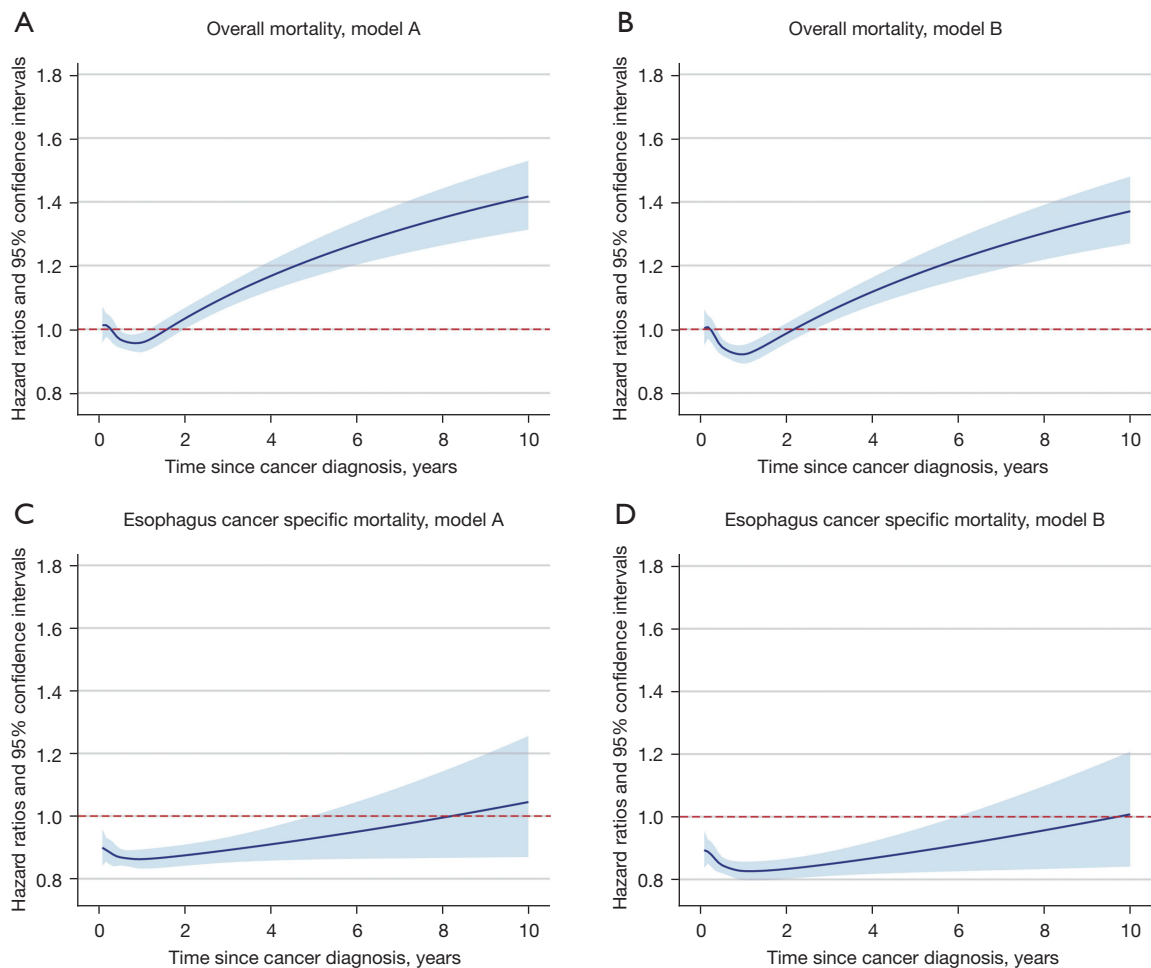 A
Overall mortality, model A
Hazard ratios and 95% confidence intervals
1.8
1.6
1.4
1.2
1.0
0.8
0 2 4 6 8 10
Time since cancer diagnosis, years
B
Overall mortality, model B
Hazard ratios and 95% confidence intervals
1.8
1.6
1.4
1.2
1.0
0.8
0 2 4 6 8 10
Time since cancer diagnosis, years
C
Esophagus cancer specific mortality, model A
Hazard ratios and 95% confidence intervals
1.8
1.6
1.4
1.2
1.0
0.8
0 2 4 6 8 10
Time since cancer diagnosis, years
D
Esophagus cancer specific mortality, model B
Hazard ratios and 95% confidence intervals
1.8
1.6
1.4
1.2
1.0
0.8
0 2 4 6 8 10
Time since cancer diagnosis, years